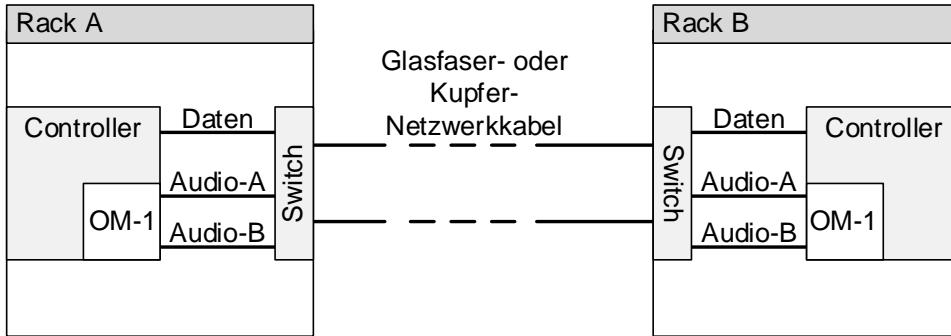 Rack A
Controller
OM-1
Daten
Audio-A
Audio-B
Switch
Glasfaser- oder
Kupfer-
Netzwerkkabel
Rack B
Switch
Daten
Audio-A
Audio-B
Controller
OM-1